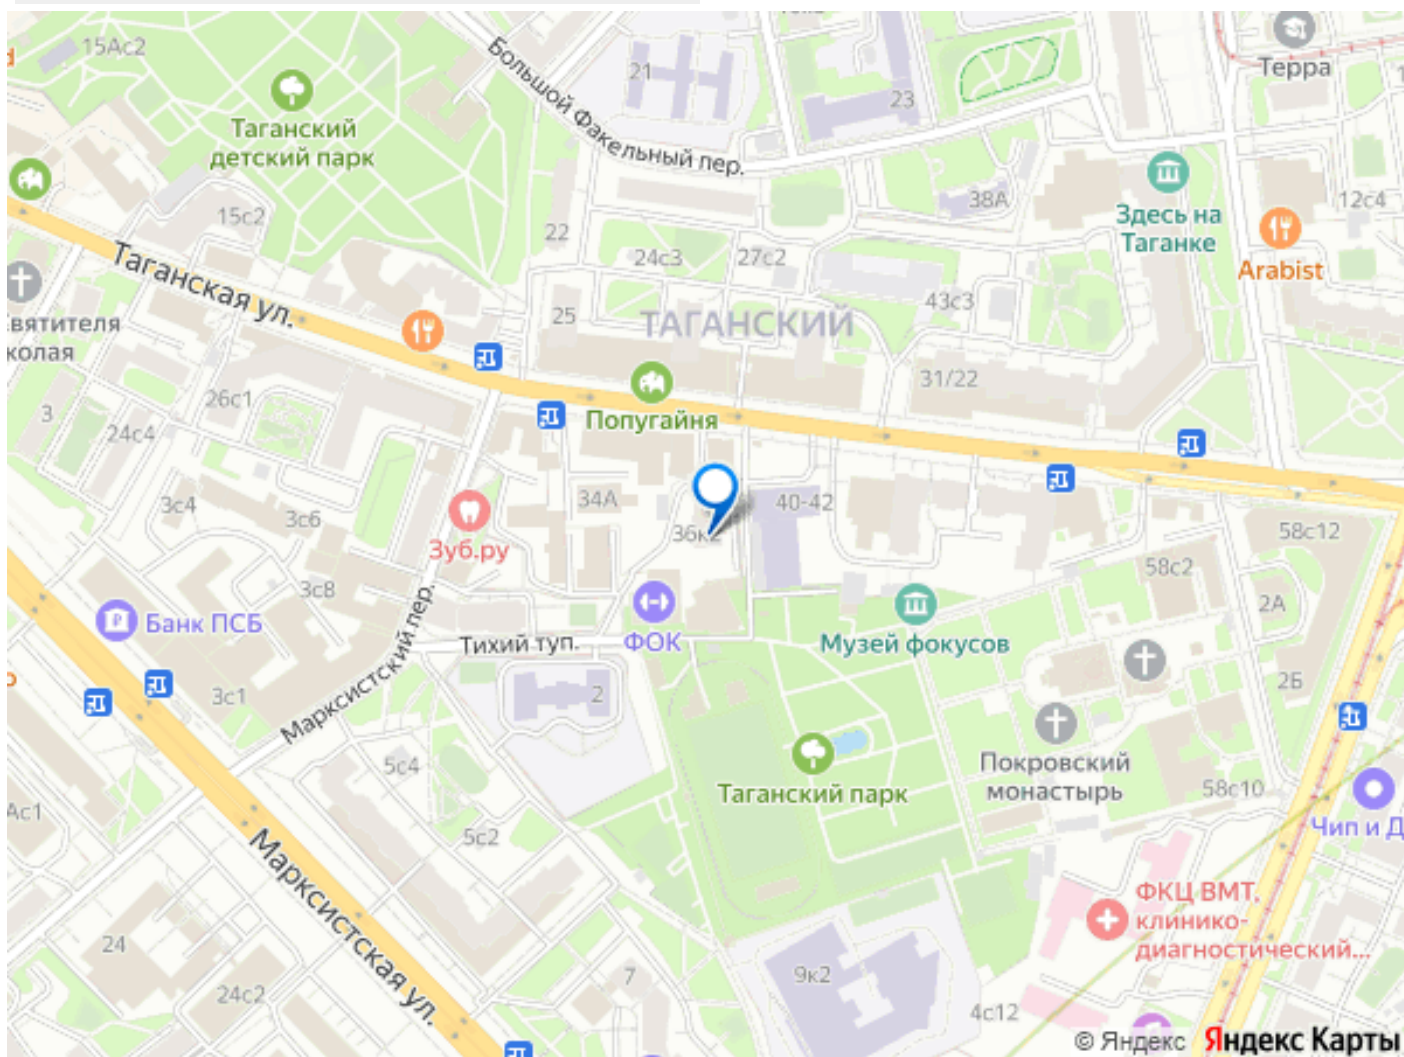 15Ас2
Таганский
детский парк
15с2
Большой Факельный пер.
21
23
Терра
38А
Здесь на
Таганке
12с4
Arabist
22
24с3
27с2
43с3
ТАГАНСКИЙ
25
31/22
Таганская ул.
Попугайня
26с1
3
24с4
3с4
3с6
3с8
3с1
34А
36к2
40-42
58с12
58с2
2А
2Б
Зуб.ру
Банк ПСБ
Марксистский пер.
Тихий туп.
ФОК
Музей фокусов
2
Таганский парк
Покровский
монастырь
58с10
Чип и Д
5с4
5с2
Марксистская ул.
24
24с2
7
9к2
4с12
ФКЦ ВМТ,
клинико-
диагностический...
© Яндекс Яндекс Карты